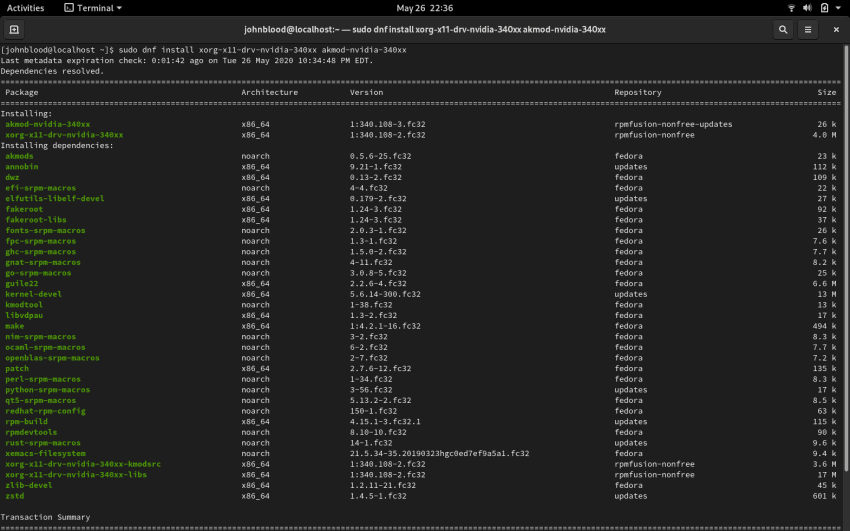 Activities Terminal May 26 22:36
johnblood@localhost:~ — sudo dnf install xorg-x11-drv-nvidia-340xx akmod-nvidia-340xx
[johnblood@localhost ~]$ sudo dnf install xorg-x11-drv-nvidia-340xx akmod-nvidia-340xx
Last metadata expiration check: 0:01:42 ago on Tue 26 May 2020 10:34:48 PM EDT.
Dependencies resolved.
Package Architecture Version Repository Size
Installing:
akmod-nvidia-340xx x86_64 1:340.108-3.fc32 rpmfusion-nonfree-updates 26 k
xorg-x11-drv-nvidia-340xx x86_64 1:340.108-2.fc32 rpmfusion-nonfree 4.0 M
Installing dependencies:
akmods noarch 0.5.6-25.fc32 fedora 23 k
annobin x86_64 9.21-1.fc32 updates 112 k
dwz x86_64 0.13-2.fc32 fedora 109 k
efi-srpm-macros noarch 4-4.fc32 fedora 22 k
elfutils-libelf-devel x86_64 0.179-2.fc32 updates 27 k
fakeroot x86_64 1.24-3.fc32 fedora 92 k
fakeroot-libs x86_64 1.24-3.fc32 fedora 37 k
fonts-srpm-macros noarch 2.0.3-1.fc32 fedora 26 k
fpc-srpm-macros noarch 1.3-1.fc32 fedora 7.6 k
ghc-srpm-macros noarch 1.5.0-2.fc32 fedora 7.7 k
gnat-srpm-macros noarch 4-11.fc32 fedora 8.2 k
go-srpm-macros noarch 3.0.8-5.fc32 fedora 25 k
guile22 x86_64 2.2.6-4.fc32 fedora 6.6 M
kernel-devel x86_64 5.6.14-300.fc32 updates 13 M
kmodtool noarch 1-38.fc32 fedora 13 k
libvdpau x86_64 1.3-2.fc32 fedora 17 k
make x86_64 1:4.2.1-16.fc32 fedora 494 k
nim-srpm-macros noarch 3-2.fc32 fedora 8.3 k
ocaml-srpm-macros noarch 6-2.fc32 fedora 7.7 k
openblas-srpm-macros noarch 2-7.fc32 fedora 7.2 k
patch x86_64 2.7.6-12.fc32 fedora 135 k
perl-srpm-macros noarch 1-34.fc32 fedora 8.3 k
python-srpm-macros noarch 3-56.fc32 updates 17 k
qt5-srpm-macros noarch 5.13.2-2.fc32 fedora 8.5 k
redhat-rpm-config noarch 150-1.fc32 fedora 63 k
rpm-build x86_64 4.15.1-3.fc32.1 updates 115 k
rpmdevtools noarch 8.10-10.fc32 fedora 90 k
rust-srpm-macros noarch 14-1.fc32 updates 9.6 k
xemacs-filesystem noarch 21.5.34-35.20190323hgc0ed7ef9a5a1.fc32 fedora 9.4 k
xorg-x11-drv-nvidia-340xx-kmodsrc x86_64 1:340.108-2.fc32 rpmfusion-nonfree 3.6 M
xorg-x11-drv-nvidia-340xx-libs x86_64 1:340.108-2.fc32 rpmfusion-nonfree 17 M
zlib-devel x86_64 1.2.11-21.fc32 fedora 45 k
zstd x86_64 1.4.5-1.fc32 updates 601 k
Transaction Summary